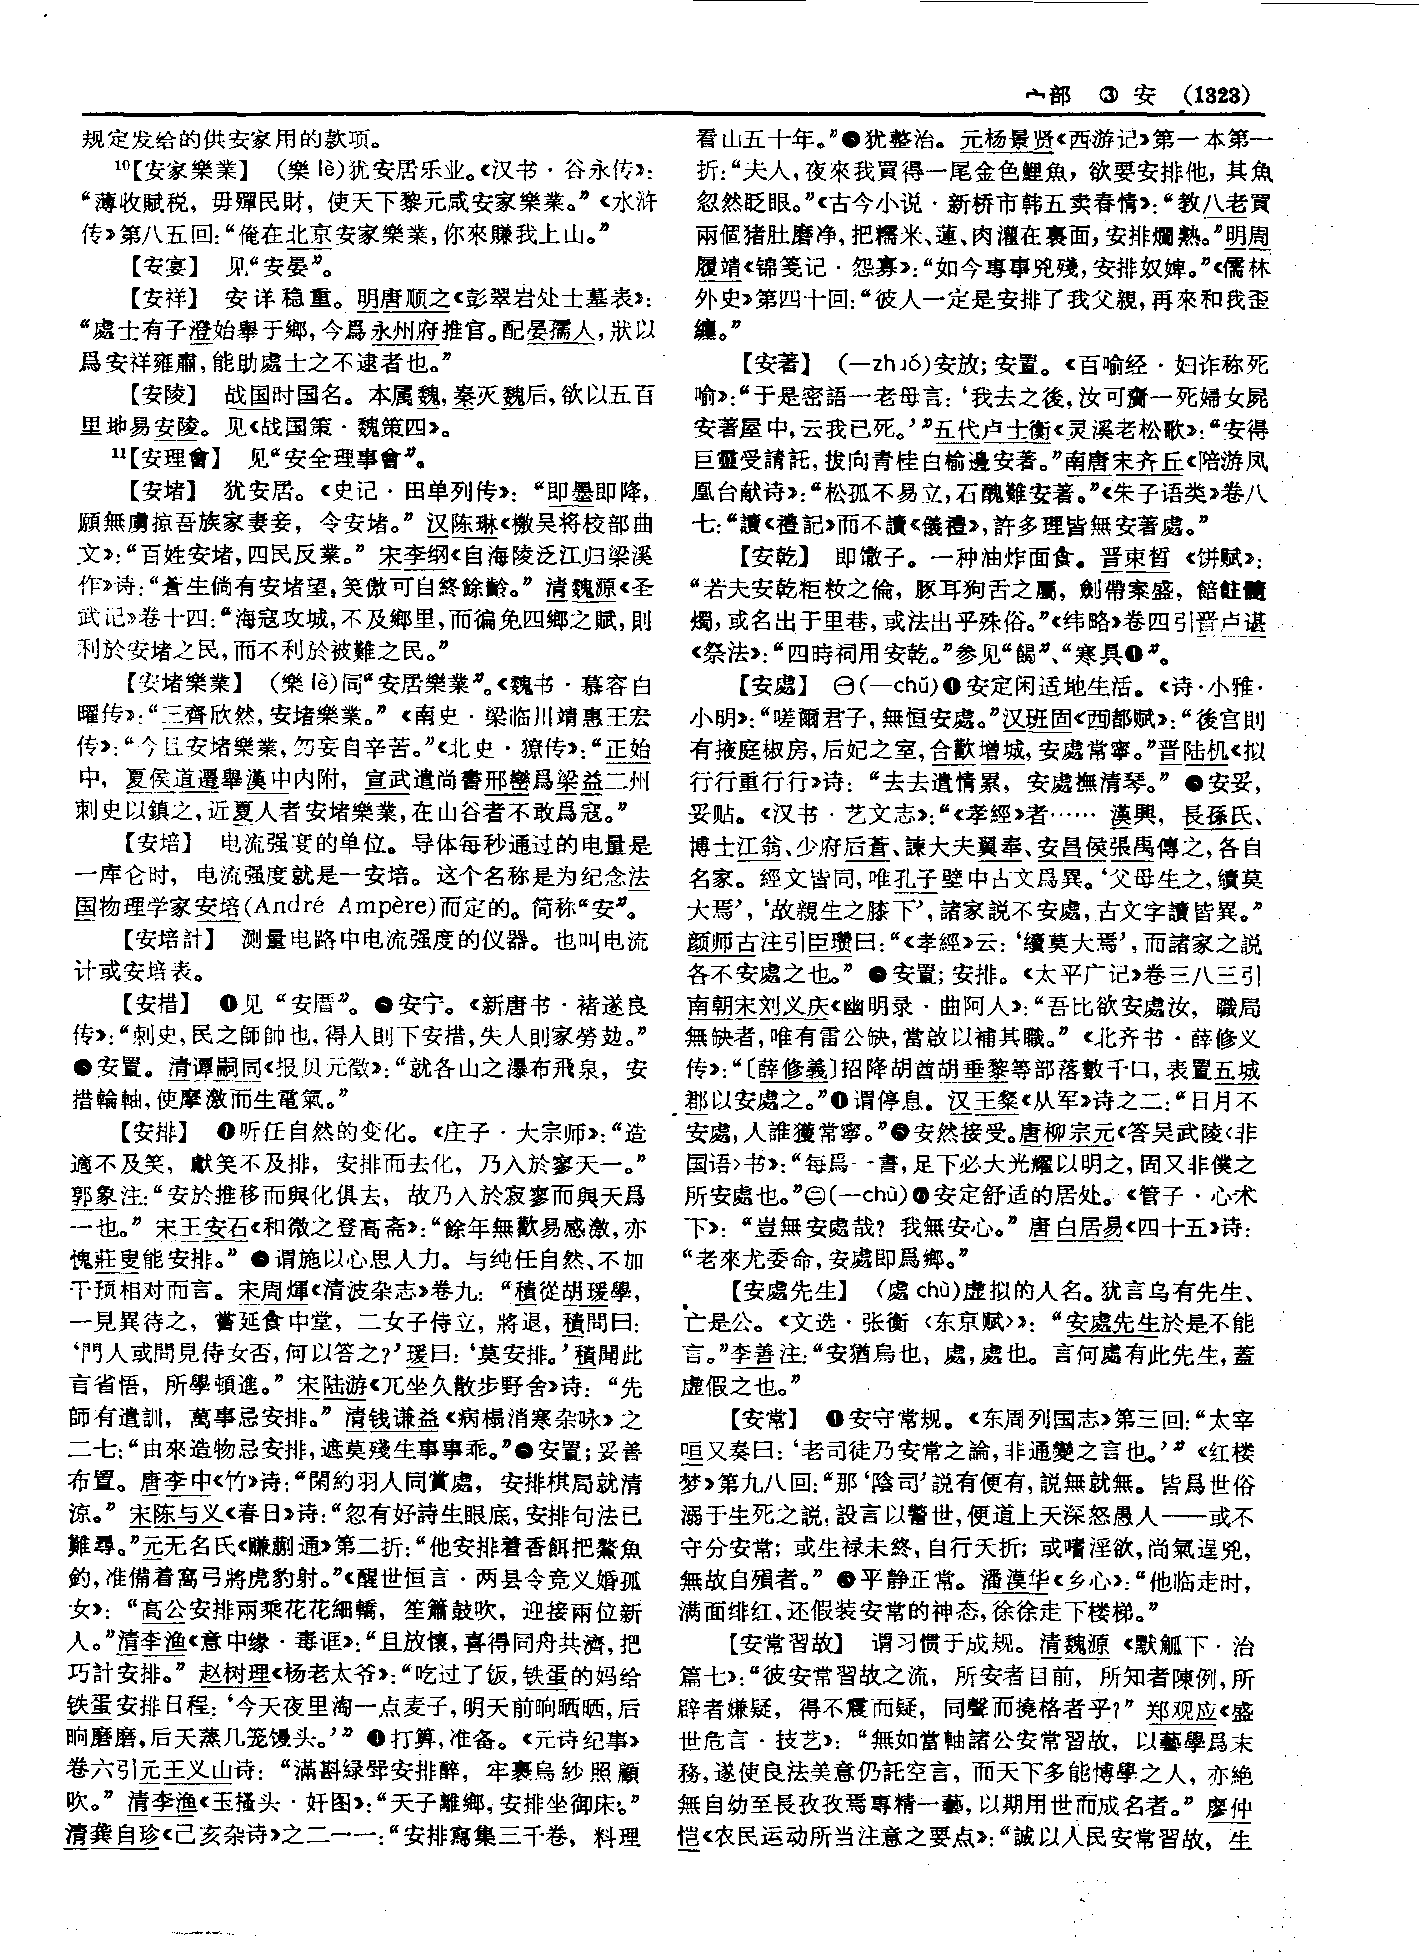 宀部 ③ 安 (1323)
规定发给的供安家用的款项。
¹⁰【安家樂業】 (樂 lè)犹安居乐业。《汉书·谷永传》：
“薄收賦税，毋殫民財，使天下黎元咸安家樂業。”《水浒
传》第八五回：“俺在北京安家樂業，你來賺我上山。”
【安宴】 见“安晏”。
【安祥】 安详稳重。明唐顺之《彭翠岩处士墓表》：
“處士有子澄始舉于鄉，今爲永州府推官。配晏孺人，狀以
爲安祥雍肅，能助處士之不逮者也。”
【安陵】 战国时国名。本属魏，秦灭魏后，欲以五百
里地易安陵。见《战国策·魏策四》。
¹¹【安理會】 见“安全理事會”。
【安堵】 犹安居。《史记·田单列传》：“即墨即降，
願無虜掠吾族家妻妾，令安堵。” 汉陈琳《檄吴将校部曲
文》：“百姓安堵，四民反業。” 宋李纲《自海陵泛江归梁溪
作》诗：“蒼生倘有安堵望，笑傲可自終餘齡。” 清魏源《圣
武记》卷十四：“海寇攻城，不及鄉里，而徧免四鄉之賦，則
利於安堵之民，而不利於被難之民。”
【安堵樂業】 (樂 lè)同“安居樂業”。《魏书·慕容白
曜传》：“三齊欣然，安堵樂業。”《南史·梁临川靖惠王宏
传》：“今且安堵樂業，勿妄自辛苦。”《北史·獠传》：“正始
中，夏侯道遷舉漢中内附，宣武遣尚書邢巒爲梁益二州
刺史以鎮之，近夏人者安堵樂業，在山谷者不敢爲寇。”
【安培】 电流强度的单位。导体每秒通过的电量是
一库仑时，电流强度就是一安培。这个名称是为纪念法
国物理学家安培(André Ampère)而定的。简称“安”。
【安培計】 测量电路中电流强度的仪器。也叫电流
计或安培表。
【安措】 ❶见“安厝”。❷安宁。《新唐书·褚遂良
传》：“刺史，民之師帥也，得人則下安措，失人則家勞攰。”
❸安置。清谭嗣同《报贝元徵》：“就各山之瀑布飛泉，安
措輪軸，使摩激而生電氣。”
【安排】 ❶听任自然的变化。《庄子·大宗师》：“造
適不及笑，獻笑不及排，安排而去化，乃入於寥天一。”
郭象注：“安於推移而與化俱去，故乃入於寂寥而與天爲
一也。” 宋王安石《和微之登高斋》：“餘年無歡易感激，亦
愧莊叟能安排。” ❷谓施以心思人力。与纯任自然、不加
干预相对而言。宋周煇《清波杂志》卷九：“積從胡瑗學，
一見異待之，嘗延食中堂，二女子侍立，將退，積問曰：
‘門人或問見侍女否，何以答之？’瑗曰：‘莫安排。’積聞此
言省悟，所學頓進。” 宋陆游《兀坐久散步野舍》诗：“先
師有遺訓，萬事忌安排。” 清钱谦益《病榻消寒杂咏》之
二七：“由來造物忌安排，遮莫殘生事事乖。”❸安置；妥善
布置。唐李中《竹》诗：“閑約羽人同賞處，安排棋局就清
涼。” 宋陈与义《春日》诗：“忽有好詩生眼底，安排句法已
難尋。”元无名氏《賺蒯通》第二折：“他安排着香餌把鰲魚
釣，准備着窩弓將虎豹射。”《醒世恒言·两县令竞义婚孤
女》：“高公安排兩乘花花細轎，笙簫鼓吹，迎接兩位新
人。”清李渔《意中缘·毒诳》：“且放懷，喜得同舟共濟，把
巧計安排。” 赵树理《杨老太爷》：“吃过了饭，铁蛋的妈给
铁蛋安排日程：‘今天夜里淘一点麦子，明天前晌晒晒，后
晌磨磨，后天蒸几笼馒头。’” ❹打算，准备。《元诗纪事》
卷六引元王义山诗：“滿斟緑斝安排醉，牢裹烏紗照顧
吹。” 清李渔《玉搔头·奸图》：“天子離鄉，安排坐御床。”
清龚自珍《己亥杂诗》之二一一：“安排寫集三千卷，料理
看山五十年。”❺犹整治。元杨景贤《西游记》第一本第一
折：“夫人，夜來我買得一尾金色鯉魚，欲要安排他，其魚
忽然眨眼。”《古今小说·新桥市韩五卖春情》：“教八老買
兩個猪肚磨净，把糯米、蓮、肉灌在裏面，安排爛熟。”明周
履靖《锦笺记·怨寡》：“如今專事兇殘，安排奴婢。”《儒林
外史》第四十回：“彼人一定是安排了我父親，再來和我歪
纏。”
【安著】 (—zhuó)安放；安置。《百喻经·妇诈称死
喻》：“于是密語一老母言：‘我去之後，汝可齎一死婦女屍
安著屋中，云我已死。’”五代卢士衡《灵溪老松歌》：“安得
巨靈受請託，拔向青桂白榆邊安著。”南唐宋齐丘《陪游凤
凰台献诗》：“松孤不易立，石醜難安著。”《朱子语类》卷八
七：“讀《禮記》而不讀《儀禮》，許多理皆無安著處。”
【安乾】 即馓子。一种油炸面食。晋束皙《饼赋》：
“若夫安乾粔籹之倫，豚耳狗舌之屬，劍帶案盛，餢飳髓
燭，或名出于里巷，或法出乎殊俗。”《纬略》卷四引晋卢谌
《祭法》：“四時祠用安乾。”参见“餲”、“寒具❶”。
【安處】 ㊀(—chǔ)❶安定闲适地生活。《诗·小雅·
小明》：“嗟爾君子，無恒安處。”汉班固《西都赋》：“後宫則
有掖庭椒房，后妃之室，合歡增城，安處常寧。”晋陆机《拟
行行重行行》诗：“去去遺情累，安處撫清琴。” ❷安妥，
妥贴。《汉书·艺文志》：“《孝經》者…… 漢興，長孫氏、
博士江翁、少府后蒼、諫大夫翼奉、安昌侯張禹傳之，各自
名家。經文皆同，唯孔子壁中古文爲異。‘父母生之，續莫
大焉’，‘故親生之膝下’，諸家説不安處，古文字讀皆異。”
颜师古注引臣瓒曰：“《孝經》云：‘續莫大焉’，而諸家之説
各不安處之也。” ❸安置；安排。《太平广记》卷三八三引
南朝宋刘义庆《幽明录·曲阿人》：“吾比欲安處汝，職局
無缺者，唯有雷公缺，當啟以補其職。”《北齐书·薛修义
传》：“〔薛修義〕招降胡酋胡垂黎等部落數千口，表置五城
郡以安處之。”❹谓停息。汉王粲《从军》诗之二：“日月不
安處，人誰獲常寧。”❺安然接受。唐柳宗元《答吴武陵〈非
国语〉书》：“每爲一書，足下必大光耀以明之，固又非僕之
所安處也。”㊁(—chù)❻安定舒适的居处。《管子·心术
下》：“豈無安處哉？我無安心。” 唐白居易《四十五》诗：
“老來尤委命，安處即爲鄉。”
【安處先生】 (處 chù)虚拟的人名。犹言乌有先生、
亡是公。《文选·张衡〈东京赋〉》：“安處先生於是不能
言。”李善注：“安猶烏也，處，處也。言何處有此先生，蓋
虚假之也。”
【安常】 ❶安守常规。《东周列国志》第三回：“太宰
咺又奏曰：‘老司徒乃安常之論，非通變之言也。’”《红楼
梦》第九八回：“那‘陰司’説有便有，説無就無。皆爲世俗
溺于生死之説，設言以警世，便道上天深怒愚人——或不
守分安常；或生禄未終，自行夭折；或嗜淫欲，尚氣逞兇，
無故自殞者。” ❷平静正常。潘漠华《乡心》：“他临走时，
满面绯红，还假装安常的神态，徐徐走下楼梯。”
【安常習故】 谓习惯于成规。清魏源《默觚下·治
篇七》：“彼安常習故之流，所安者目前，所知者陳例，所
辟者嫌疑，得不震而疑，同聲而撓格者乎？” 郑观应《盛
世危言·技艺》：“無如當軸諸公安常習故，以藝學爲末
務，遂使良法美意仍託空言，而天下多能博學之人，亦絶
無自幼至長孜孜焉專精一藝，以期用世而成名者。” 廖仲
恺《农民运动所当注意之要点》：“誠以人民安常習故，生